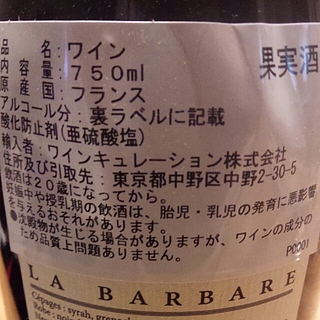 品名:ワイン
果実酒
内容量:750ml
原産国:フランス
アルコール分:裏ラベルに記載
酸化防止剤(亜硫酸塩)
輸入者:ワインキュレーション株式会社
住所及び引取先:東京都中野区中野2-30-5
飲酒は20歳になってから。
妊娠中や授乳期の飲酒は、胎児・乳児の発育に悪影響
を与えるおそれがあります。
●沈殿物が生じる場合がありますが、ワインの成分の
ため品質上問題ありません。
P0001
LA BARBARE
Cépages: syrah,